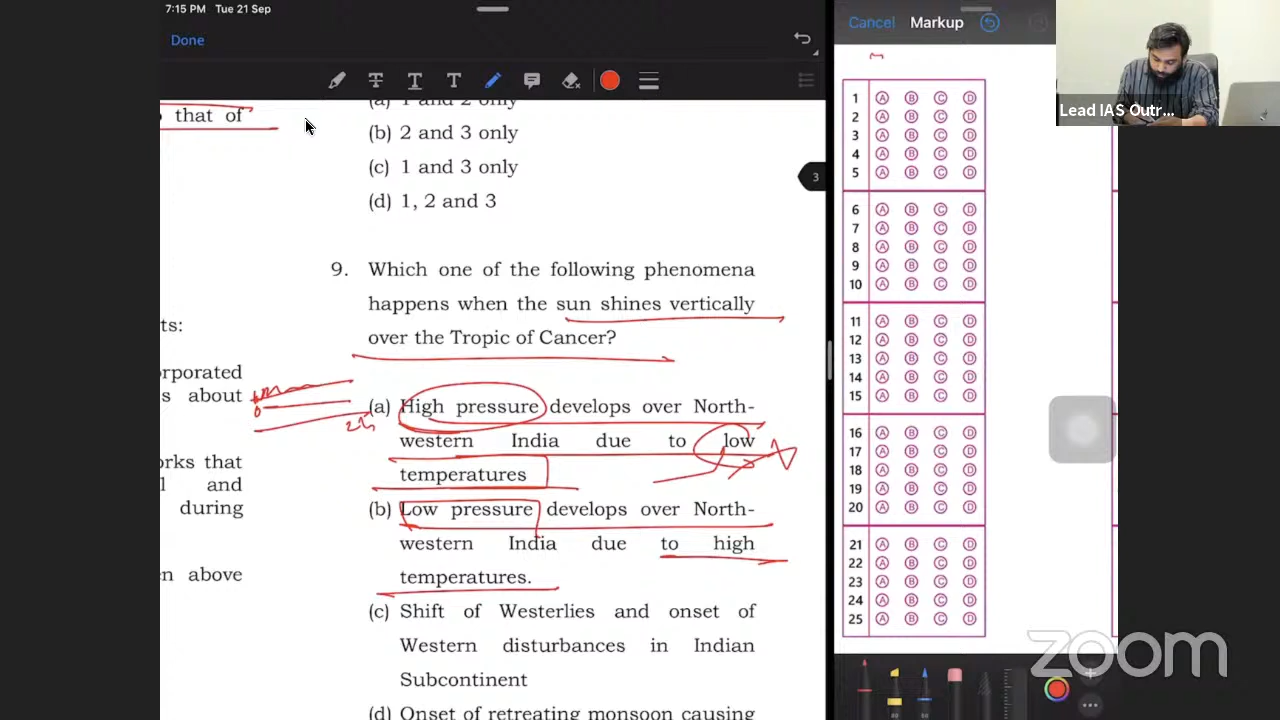 7:15 PM Tue 21 Sep
Done
Cancel Markup
Lead IAS Outr...
that of
(a) 1 and 2 only
(b) 2 and 3 only
(c) 1 and 3 only
(d) 1, 2 and 3
3
9. Which one of the following phenomena
happens when the sun shines vertically
over the Tropic of Cancer?
ts:
rporated
s about
(a) High pressure develops over North-
western India due to low
temperatures
orks that
l and
during
(b) Low pressure develops over North-
western India due to high
temperatures.
n above
(c) Shift of Westerlies and onset of
Western disturbances in Indian
Subcontinent
(d) Onset of retreating monsoon causing
1 A B C D
2 A B C D
3 A B C D
4 A B C D
5 A B C D
6 A B C D
7 A B C D
8 A B C D
9 A B C D
10 A B C D
11 A B C D
12 A B C D
13 A B C D
14 A B C D
15 A B C D
16 A B C D
17 A B C D
18 A B C D
19 A B C D
20 A B C D
21 A B C D
22 A B C D
23 A B C D
24 A B C D
25 A B C D
zoom